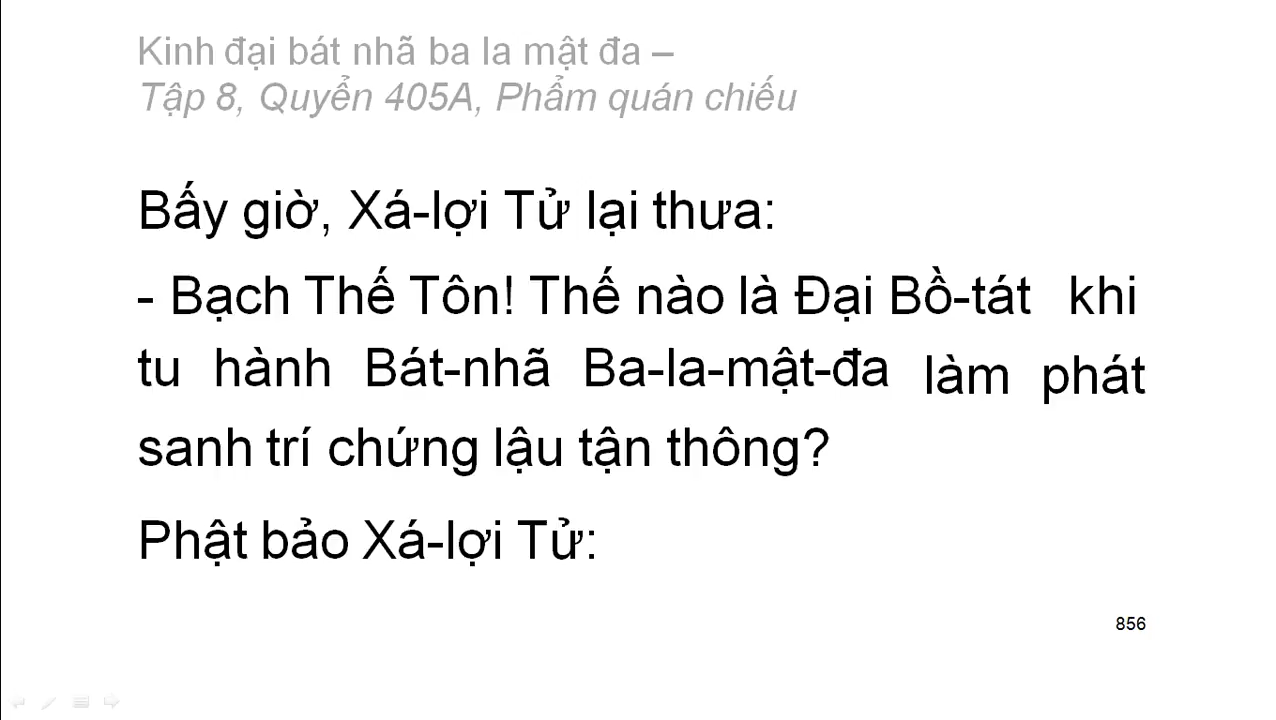 Kinh đại bát nhã ba la mật đa –
Tập 8, Quyển 405A, Phẩm quán chiếu
Bấy giờ, Xá-lợi Tử lại thưa:
- Bạch Thế Tôn! Thế nào là Đại Bồ-tát khi
tu hành Bát-nhã Ba-la-mật-đa làm phát
sanh trí chứng lậu tận thông?
Phật bảo Xá-lợi Tử:
856